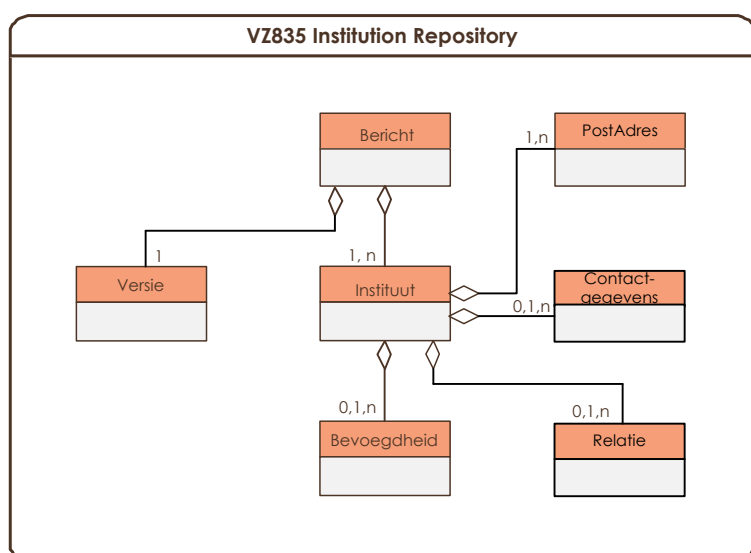 VZ835 Institution Repository
Bericht
PostAdres
1,n
1
1, n
Versie
Instituut
Contact-
gegevens
0,1,n
0,1,n
0,1,n
Bevoegdheid
Relatie